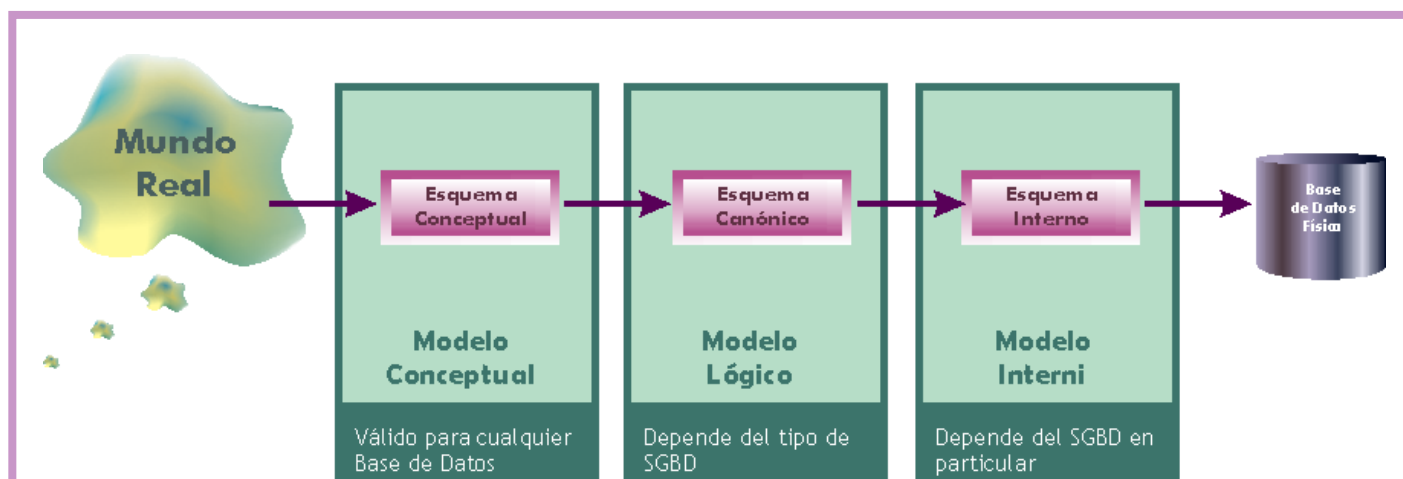 Mundo
Real
Esquema
Conceptual
Esquema
Canónico
Esquema
Interno
Base
de Datos
Física
Modelo
Conceptual
Modelo
Lógico
Modelo
Interni
Válido para cualquier
Base de Datos
Depende del tipo de
SGBD
Depende del SGBD en
particular